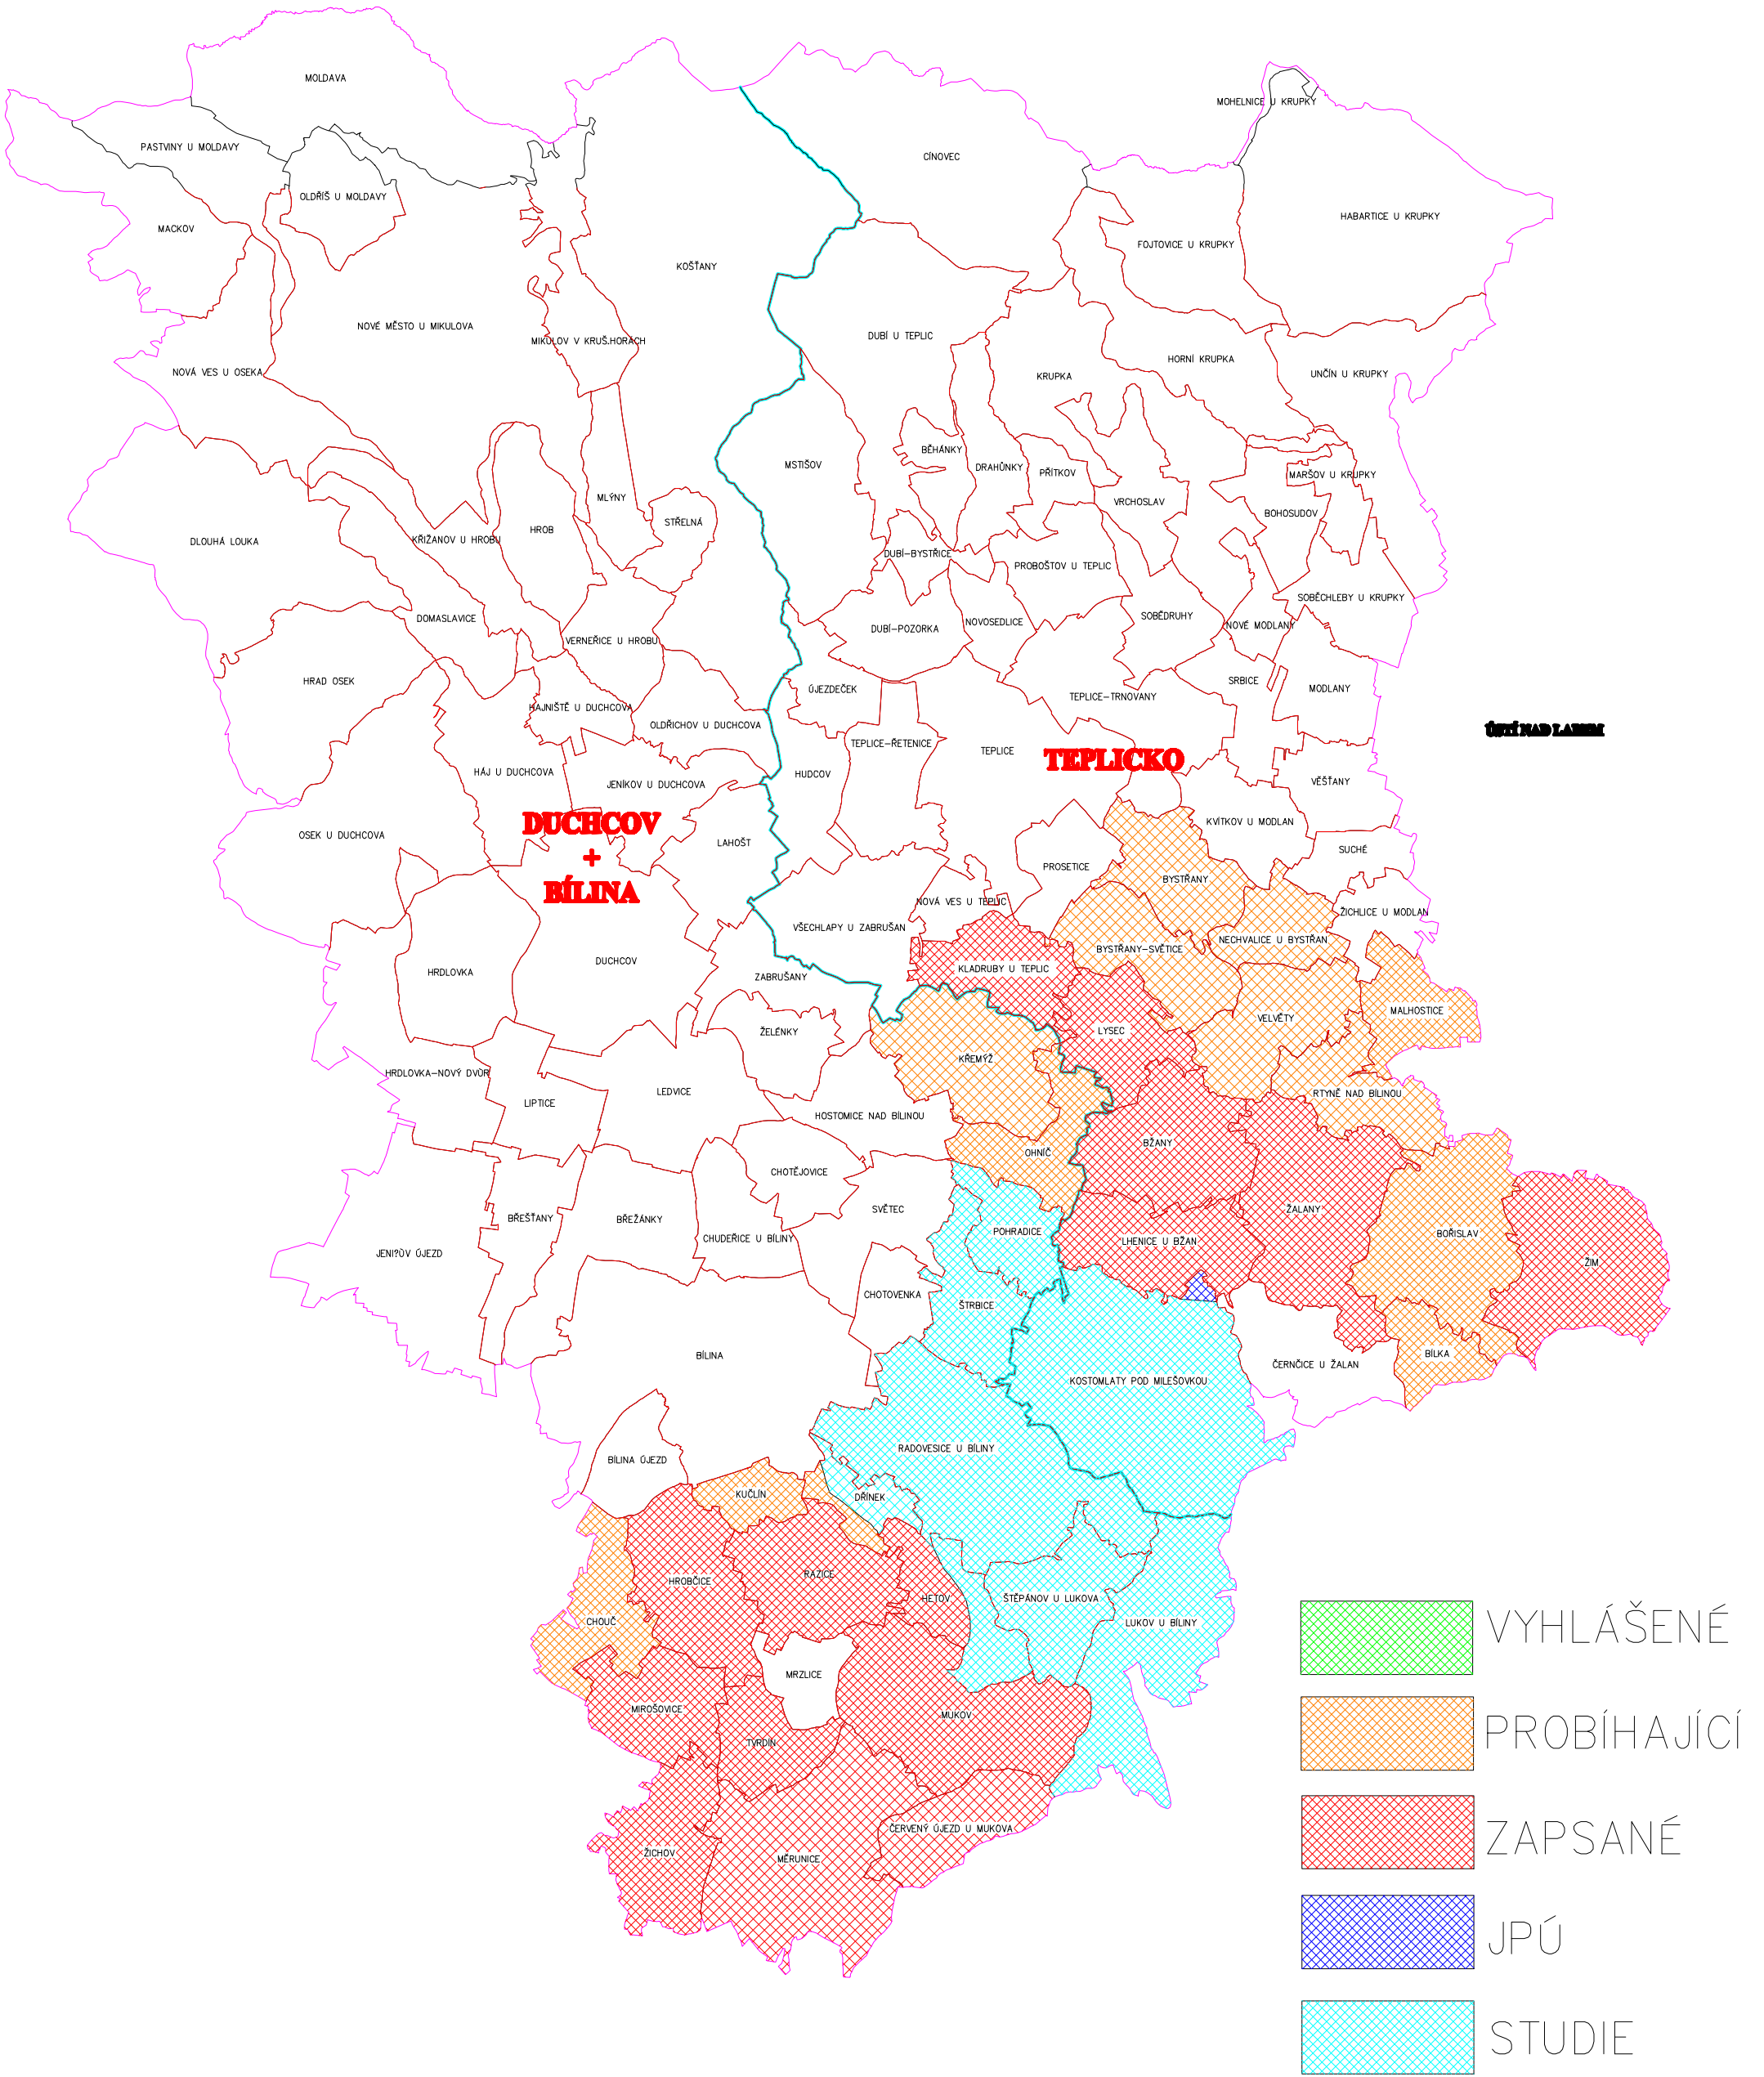 MOLDAVA
MOHELNICE U KRUPKY
PASTVINY U MOLDAVY
CÍNOVEC
OLDŘÍŠ U MOLDAVY
HABARTICE U KRUPKY
MACKOV
FOJTOVICE U KRUPKY
KOŠŤANY
NOVÉ MĚSTO U MIKULOVA
DUBÍ U TEPLIC
MIKULOV V KRUŠ.HORÁCH
HORNÍ KRUPKA
NOVÁ VES U OSEKA
KRUPKA
UNČÍN U KRUPKY
BĚHÁNKY
MSTIŠOV
DRAHŮNKY
PŘÍTKOV
MARŠOV U KRUPKY
MLÝNY
VRCHOSLAV
BOHOSUDOV
STŘELNÁ
HROB
DLOUHÁ LOUKA
KŘIŽANOV U HROBU
DUBÍ-BYSTŘICE
PROBOŠTOV U TEPLIC
SOBĚCHLEBY U KRUPKY
DOMASLAVICE
SOBĚDRUHY
NOVOSEDLICE
NOVÉ MODLANY
DUBÍ-POZORKA
VERNEŘICE U HROBU
HRAD OSEK
SRBICE
ÚJEZDEČEK
MODLANY
TEPLICE-TRNOVANY
HAJNIŠTĚ U DUCHCOVA
OLDŘICHOV U DUCHCOVA
ÚSTÍ NAD LABEM
TEPLICE-ŘETENICE
TEPLICE
TEPLICKO
HÁJ U DUCHCOVA
HUDCOV
JENÍKOV U DUCHCOVA
VĚŠŤANY
DUCHCOV
+
BÍLINA
KVÍTKOV U MODLAN
OSEK U DUCHCOVA
LAHOŠŤ
SUCHÉ
PROSETICE
BYSTŘANY
NOVÁ VES U TEPLIC
ŽICHLICE U MODLAN
VŠECHLAPY U ZABRUŠAN
NECHVALICE U BYSTŘAN
BYSTŘANY-SVĚTICE
DUCHCOV
KLADRUBY U TEPLIC
HRDLOVKA
ZABRUŠANY
MALHOSTICE
VELVĚTY
ŽELÉNKY
LYSEC
KŘEMÝŽ
HRDLOVKA-NOVÝ DVŮR
LEDVICE
RTYNĚ NAD BÍLINOU
LIPTICE
HOSTOMICE NAD BÍLINOU
BŽANY
OHNÍČ
CHOTĚJOVICE
SVĚTEC
ŽALANY
BŘEŠŤANY
BŘEŽÁNKY
POHRADICE
BOŘISLAV
CHUDEŘICE U BÍLINY
LHENICE U BŽAN
JENI?ŮV ÚJEZD
ŽIM
CHOTOVENKA
ŠTRBICE
BÍLINA
BÍLKA
ČERNČICE U ŽALAN
KOSTOMLATY POD MILEŠOVKOU
RADOVESICE U BÍLINY
BÍLINA ÚJEZD
KUČLÍN
DŘÍNEK
RAZICE
HROBČICE
HETOV
ŠTĚPÁNOV U LUKOVA
CHOUČ
LUKOV U BÍLINY
VYHLÁŠENÉ
MRZLICE
MIROŠOVICE
MUKOV
PROBÍHAJÍCÍ
TVRDÍN
ČERVENÝ ÚJEZD U MUKOVA
ZAPSANÉ
ŽICHOV
MĚRUNICE
JPÚ
STUDIE